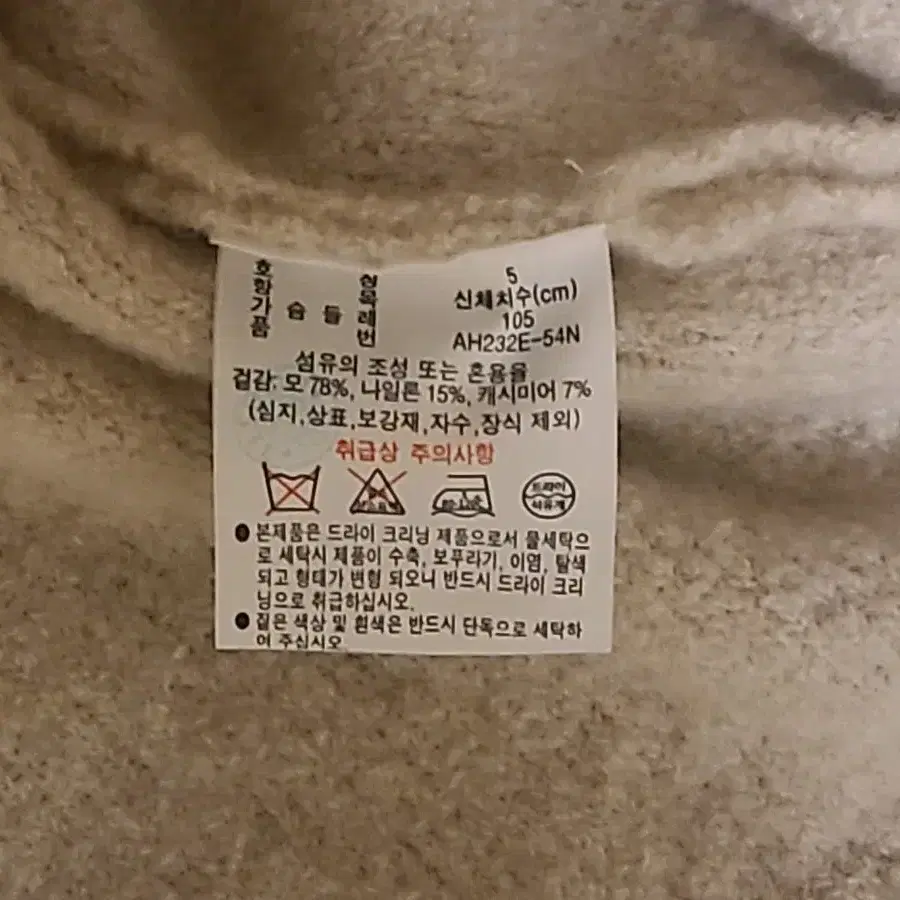 호 칭 5
항 목 신체치수(cm)
가 슴 둘 레 105
품 번 AH232E-54N
섬유의 조성 또는 혼용율
겉감: 모 78%, 나일론 15%, 캐시미어 7%
(심지,상표,보강재,자수,장식 제외)
취급상 주의사항
80-120℃ 드라이
석유계
● 본제품은 드라이 크리닝 제품으로서 물세탁으
로 세탁시 제품이 수축, 보푸라기, 이염, 탈색
되고 형태가 변형 되오니 반드시 드라이 크리
닝으로 취급하십시오.
● 짙은 색상 및 흰색은 반드시 단독으로 세탁하
여 주십시오